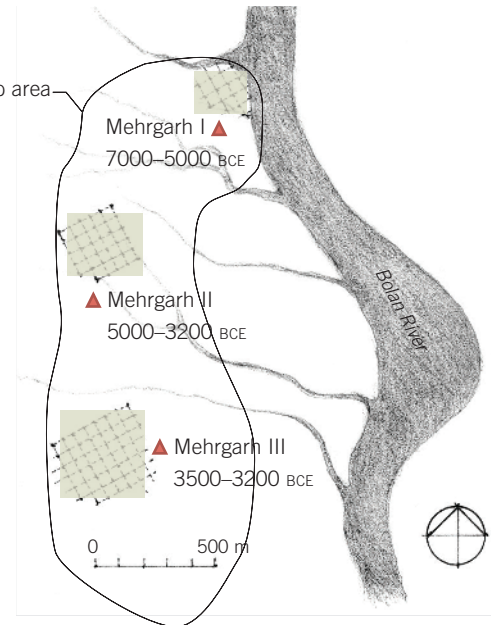 area
Mehrgarh I
7000–5000 BCE
Bolan River
Mehrgarh II
5000–3200 BCE
Mehrgarh III
3500–3200 BCE
0 500 m